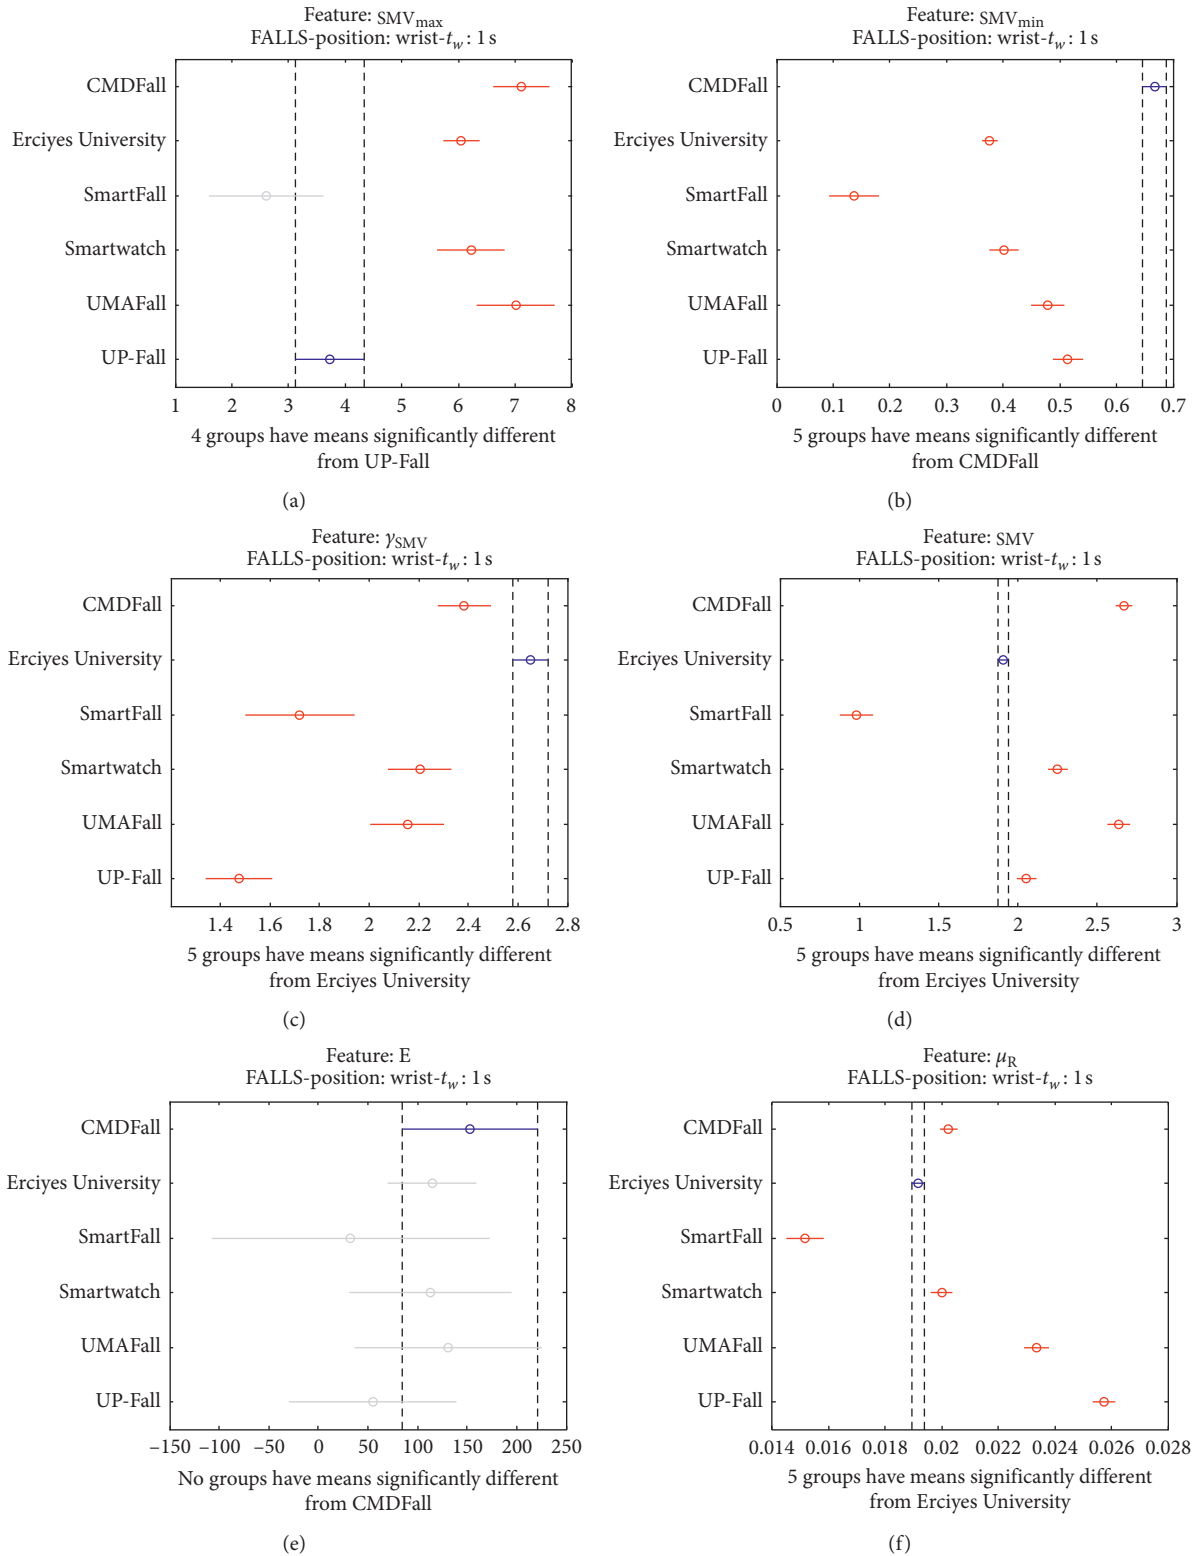 Feature: SMVmax
FALLS-position: wrist-tw: 1 s
CMDFall
Erciyes University
SmartFall
Smartwatch
UMAFall
UP-Fall
1 2 3 4 5 6 7 8
4 groups have means significantly different
from UP-Fall
(a)
Feature: SMVmin
FALLS-position: wrist-tw: 1 s
CMDFall
Erciyes University
SmartFall
Smartwatch
UMAFall
UP-Fall
0 0.1 0.2 0.3 0.4 0.5 0.6 0.7
5 groups have means significantly different
from CMDFall
(b)
Feature: γSMV
FALLS-position: wrist-tw: 1 s
CMDFall
Erciyes University
SmartFall
Smartwatch
UMAFall
UP-Fall
1.4 1.6 1.8 2 2.2 2.4 2.6 2.8
5 groups have means significantly different
from Erciyes University
(c)
Feature: SMV
FALLS-position: wrist-tw: 1 s
CMDFall
Erciyes University
SmartFall
Smartwatch
UMAFall
UP-Fall
0.5 1 1.5 2 2.5 3
5 groups have means significantly different
from Erciyes University
(d)
Feature: E
FALLS-position: wrist-tw: 1 s
CMDFall
Erciyes University
SmartFall
Smartwatch
UMAFall
UP-Fall
–150 –100 –50 0 50 100 150 200 250
No groups have means significantly different
from CMDFall
(e)
Feature: μR
FALLS-position: wrist-tw: 1 s
CMDFall
Erciyes University
SmartFall
Smartwatch
UMAFall
UP-Fall
0.014 0.016 0.018 0.02 0.022 0.024 0.026 0.028
5 groups have means significantly different
from Erciyes University
(f)